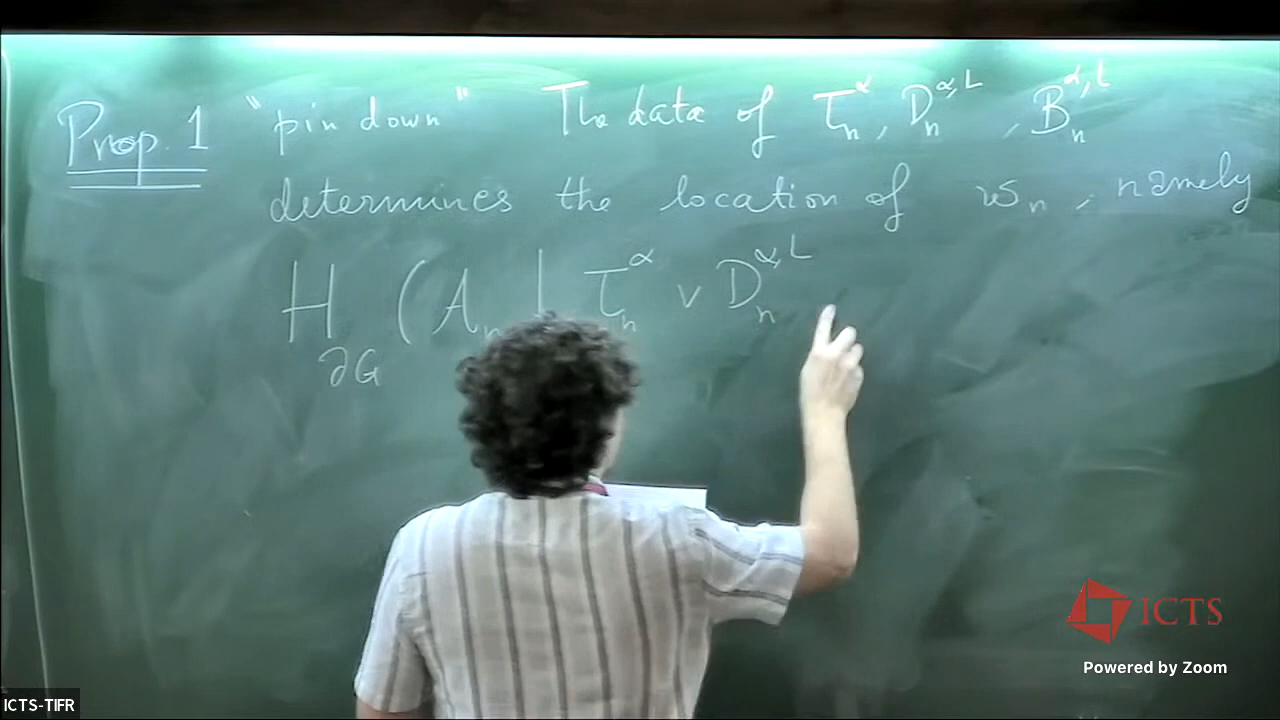 Prop. 1 "pin down" The data of τ_n^α, D_n^{α,L}, B_n^{α,L}
determines the location of w_n, namely
H_{∂G} (A_n | τ_n^α ∨ D_n^{α,L}
ICTS
Powered by Zoom
ICTS-TIFR